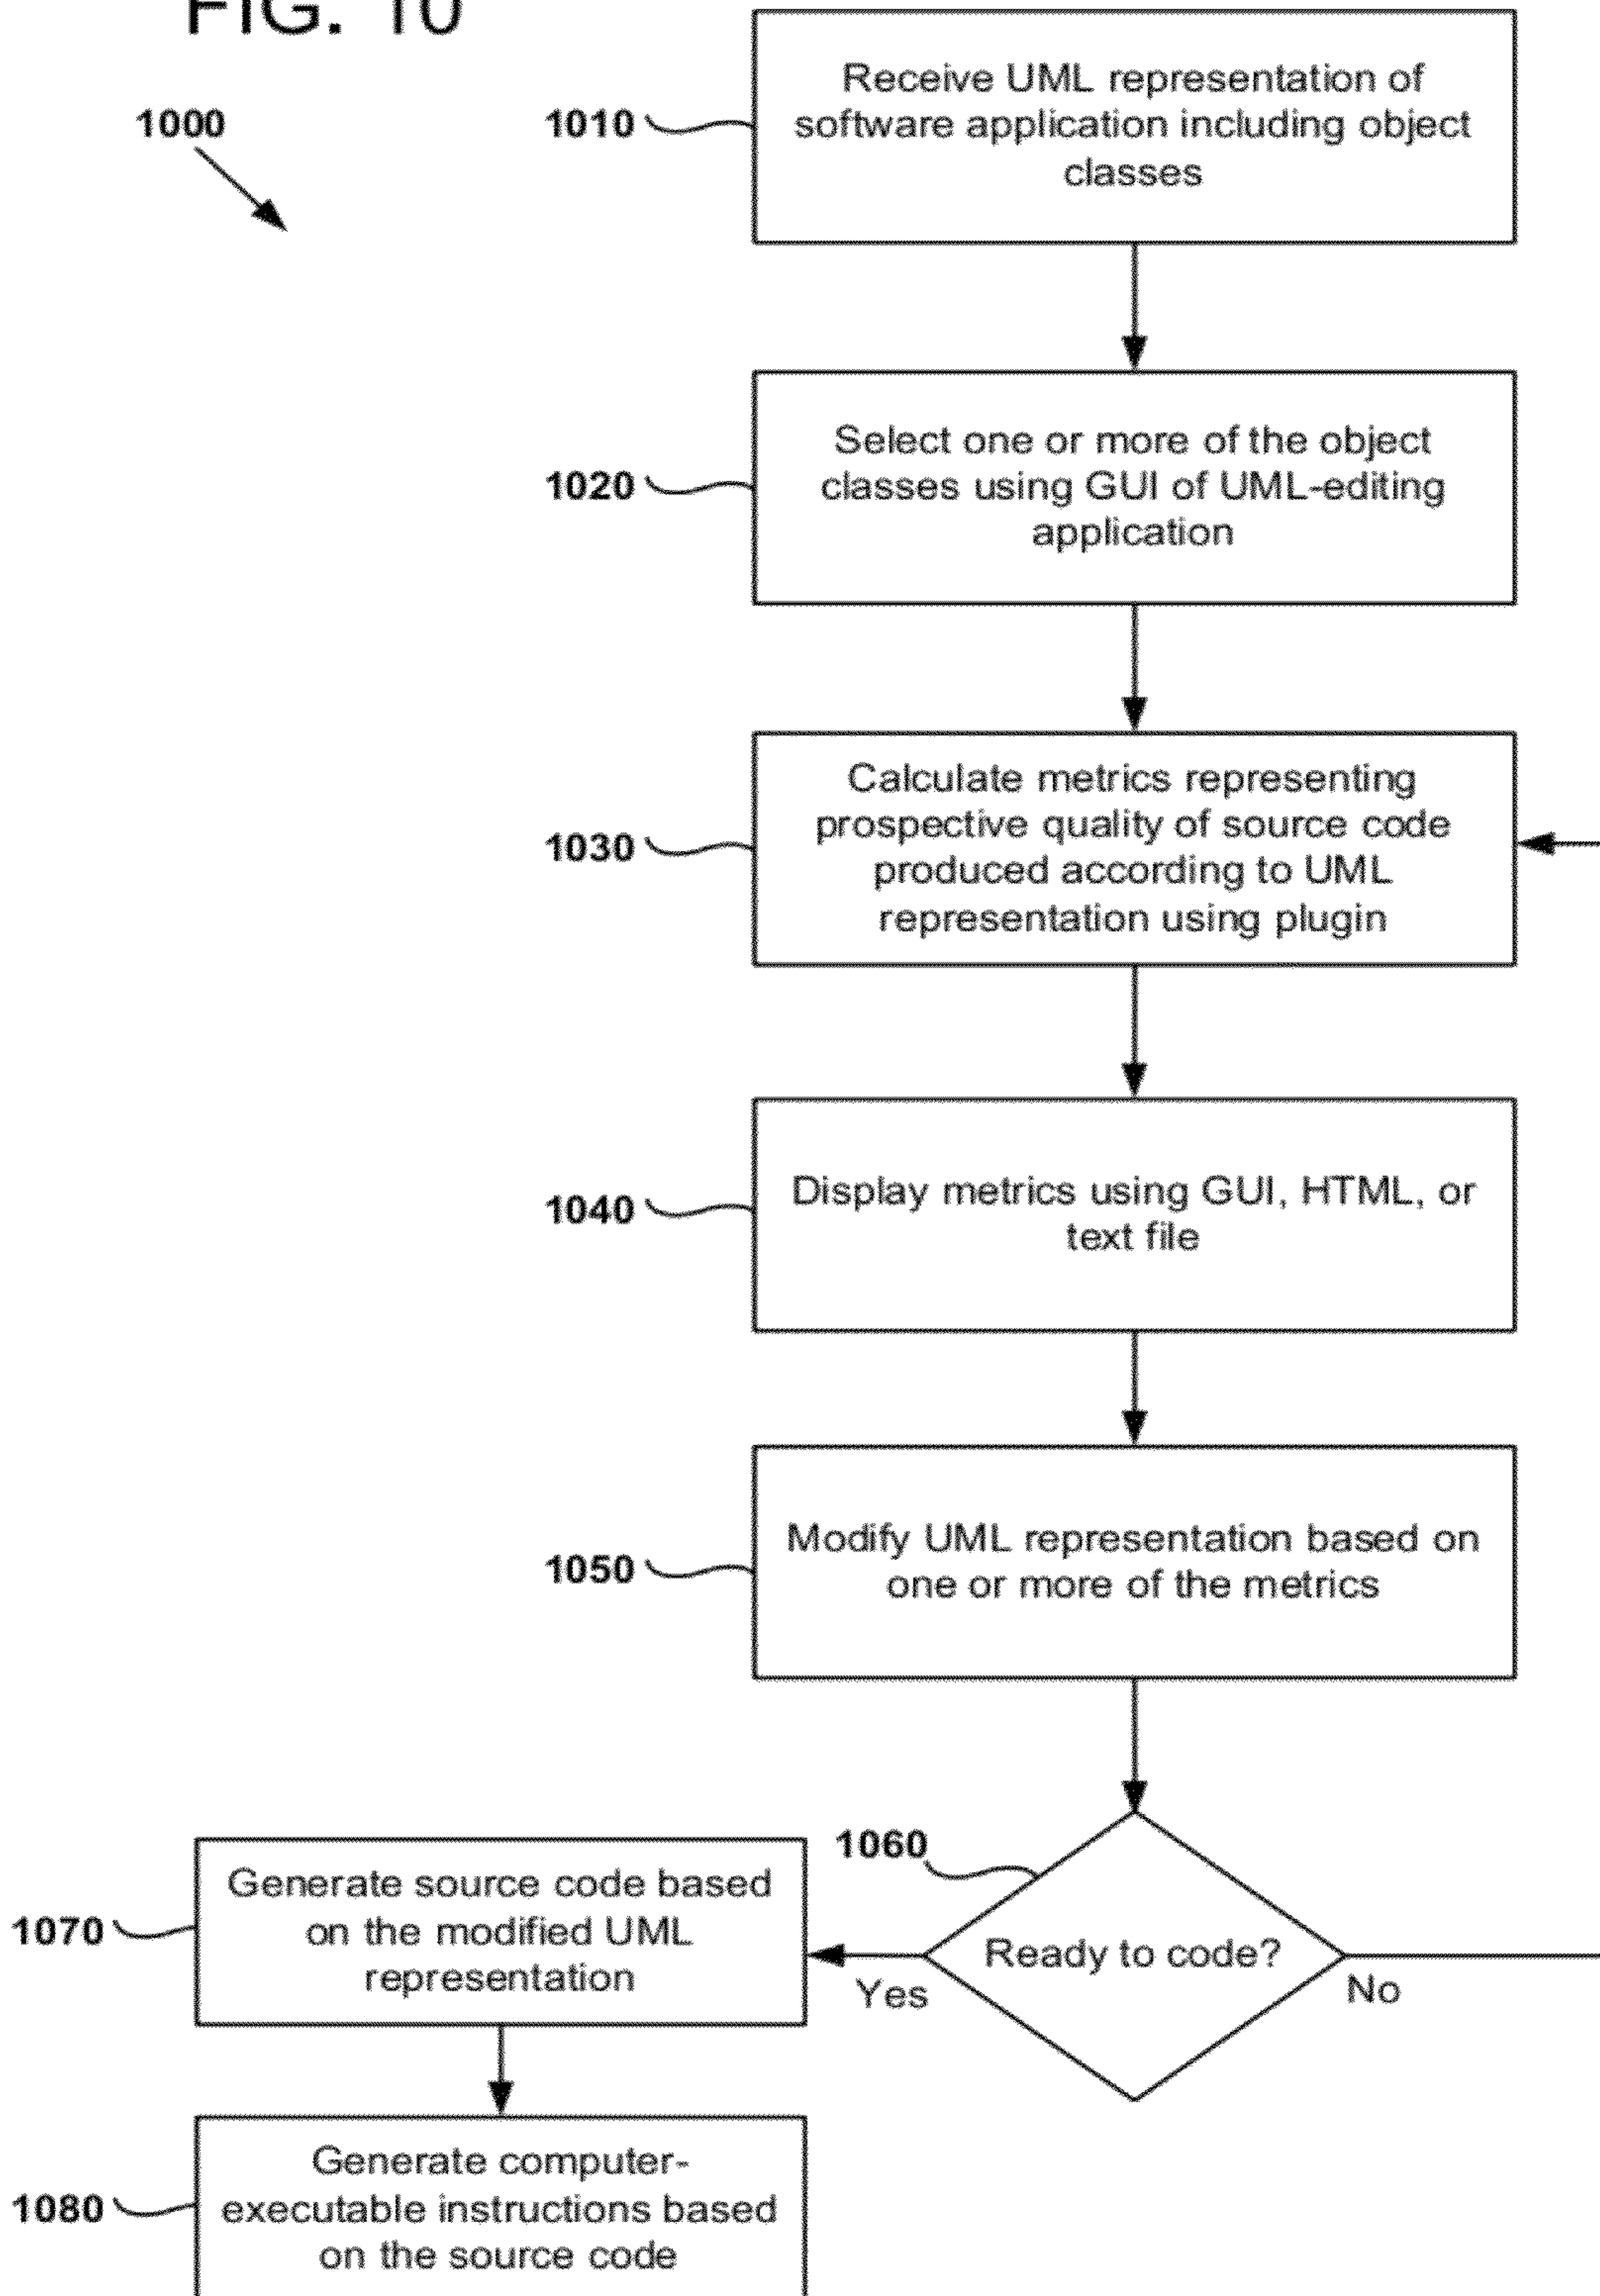 FIG. 10
1000
1010
Receive UML representation of
software application including object
classes
1020
Select one or more of the object
classes using GUI of UML-editing
application
1030
Calculate metrics representing
prospective quality of source code
produced according to UML
representation using plugin
1040
Display metrics using GUI, HTML, or
text file
1050
Modify UML representation based on
one or more of the metrics
1060
Ready to code?
Yes
No
1070
Generate source code based
on the modified UML
representation
1080
Generate computer-
executable instructions based
on the source code